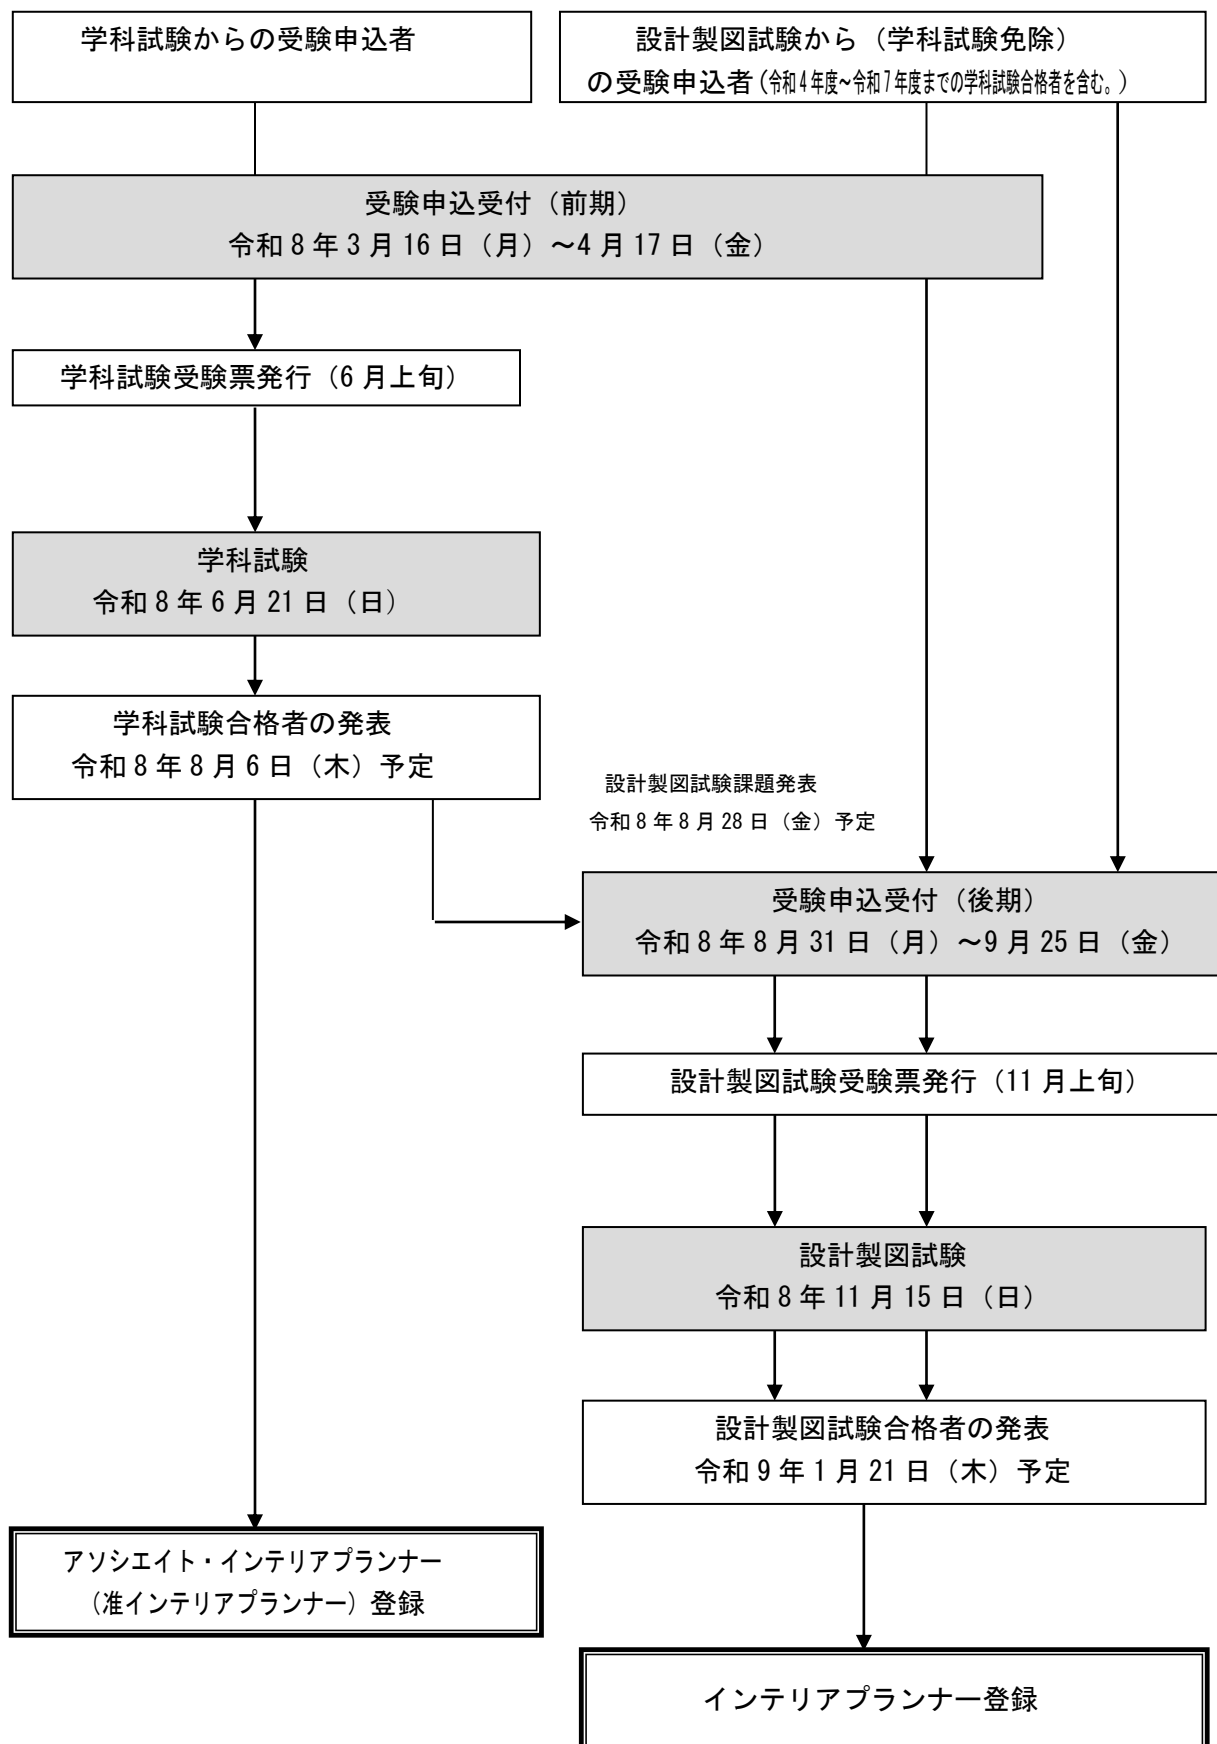 学科試験からの受験申込者
設計製図試験から（学科試験免除）
の受験申込者（令和4年度~令和7年度までの学科試験合格者を含む。）
受験申込受付（前期）
令和8年3月16日（月）～4月17日（金）
学科試験受験票発行（6月上旬）
学科試験
令和8年6月21日（日）
学科試験合格者の発表
令和8年8月6日（木）予定
設計製図試験課題発表
令和8年8月28日（金）予定
受験申込受付（後期）
令和8年8月31日（月）～9月25日（金）
設計製図試験受験票発行（11月上旬）
設計製図試験
令和8年11月15日（日）
設計製図試験合格者の発表
令和9年1月21日（木）予定
アソシエイト・インテリアプランナー
（准インテリアプランナー）登録
インテリアプランナー登録